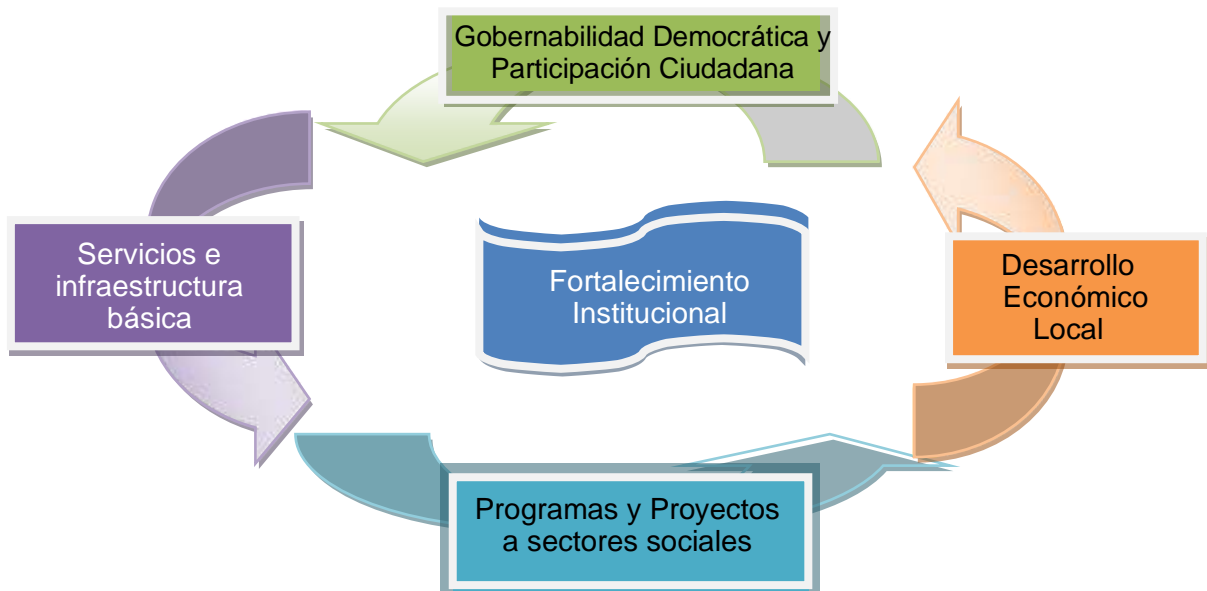 Gobernabilidad Democrática y
Participación Ciudadana
Servicios e
infraestructura
básica
Fortalecimiento
Institucional
Desarrollo
Económico
Local
Programas y Proyectos
a sectores sociales